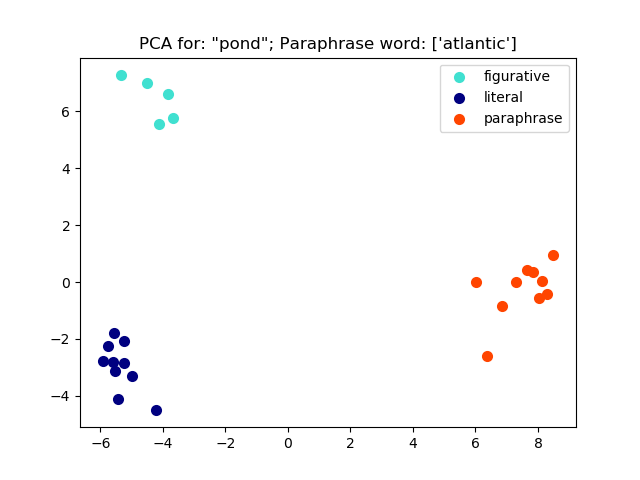 PCA for: "pond"; Paraphrase word: ['atlantic']
figurative
literal
paraphrase
6
4
2
0
−2
−4
−6 −4 −2 0 2 4 6 8